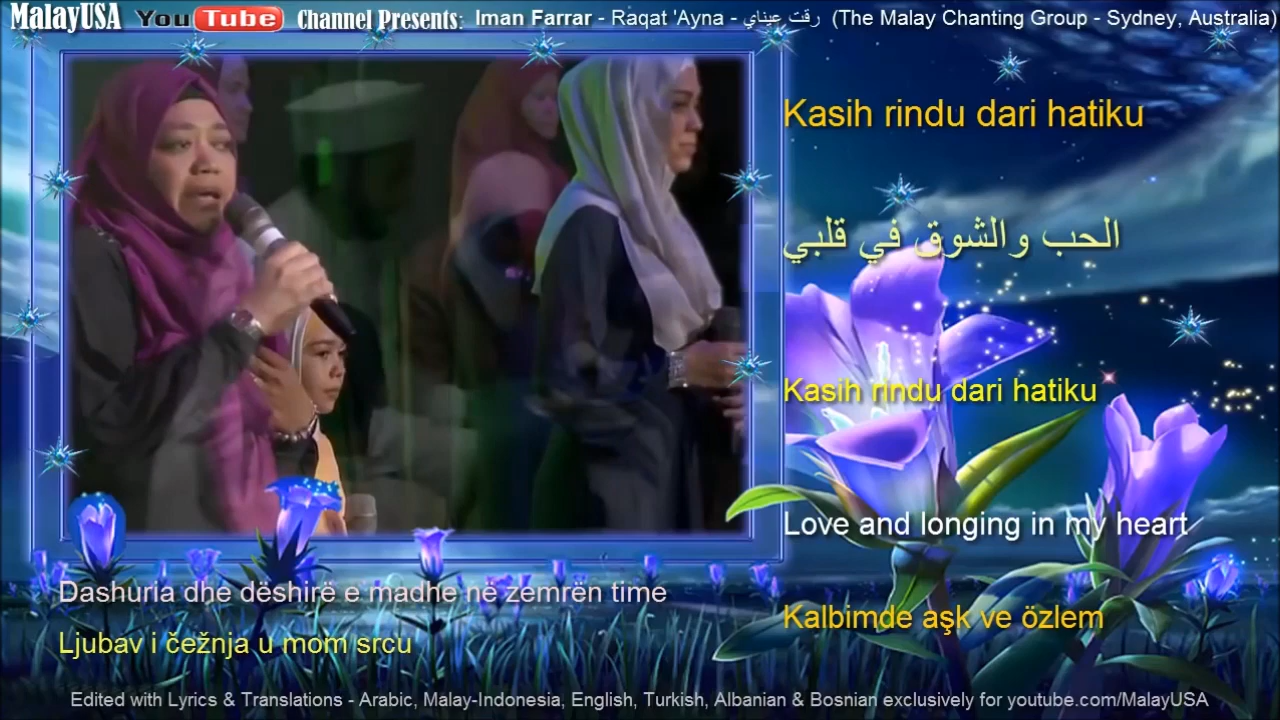 MalayUSA YouTube Channel Presents: Iman Farrar - Raqat 'Ayna - رقت عيناي (The Malay Chanting Group - Sydney, Australia)
Kasih rindu dari hatiku
الحب والشوق في قلبي
Kasih rindu dari hatiku
Love and longing in my heart
Kalbimde aşk ve özlem
Dashuria dhe dëshirë e madhe në zemrën time
Ljubav i čežnja u mom srcu
Edited with Lyrics & Translations - Arabic, Malay-Indonesia, English, Turkish, Albanian & Bosnian exclusively for youtube.com/MalayUSA